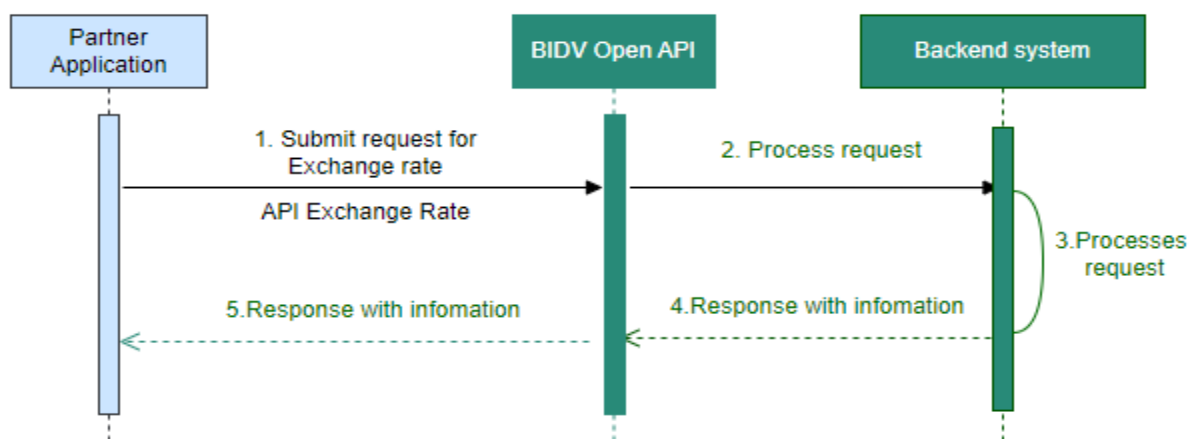 Partner
Application
BIDV Open API
Backend system
1. Submit request for
Exchange rate
API Exchange Rate
2. Process request
3.Processes
request
4.Response with infomation
5.Response with infomation